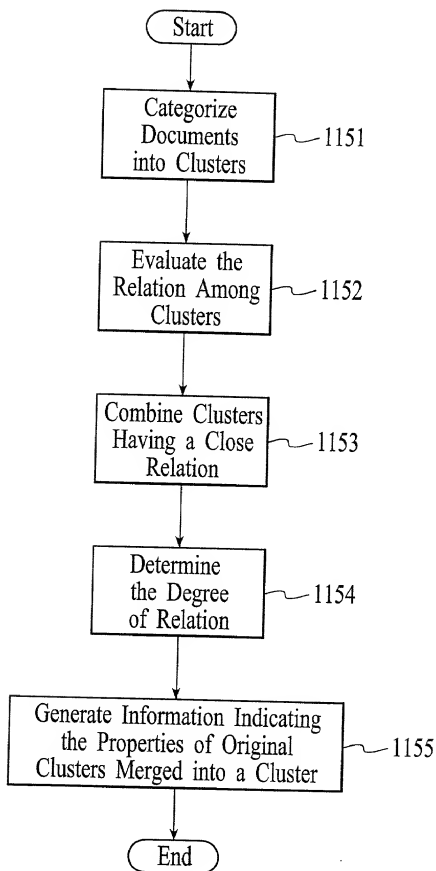 Start
Categorize
Documents
into Clusters
1151
Evaluate the
Relation Among
Clusters
1152
Combine Clusters
Having a Close
Relation
1153
Determine
the Degree
of Relation
1154
Generate Information Indicating
the Properties of Original
Clusters Merged into a Cluster
1155
End